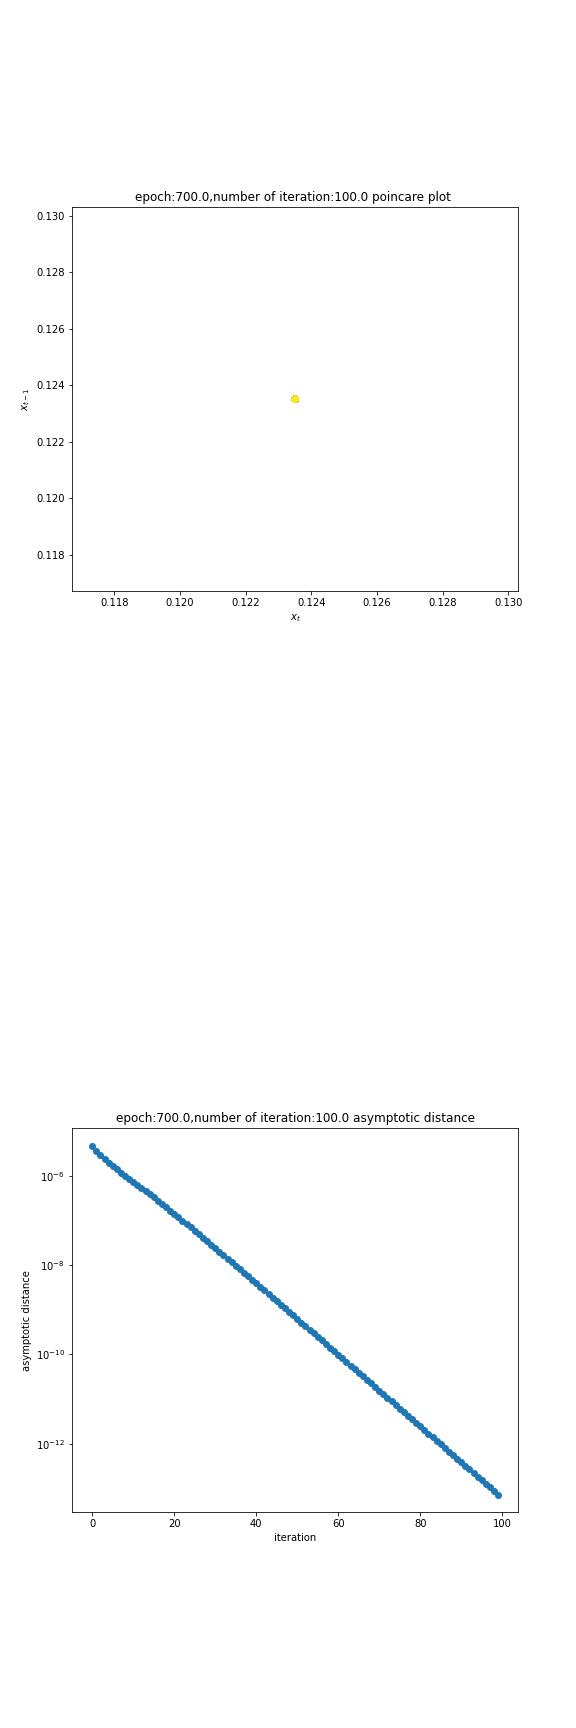 epoch:700.0,number of iteration:100.0 poincare plot
0.130
0.128
0.126
0.124
0.122
0.120
0.118
x_{t-1}
0.118 0.120 0.122 0.124 0.126 0.128 0.130
x_t
epoch:700.0,number of iteration:100.0 asymptotic distance
10^{-6}
10^{-8}
10^{-10}
10^{-12}
asymptotic distance
0 20 40 60 80 100
iteration